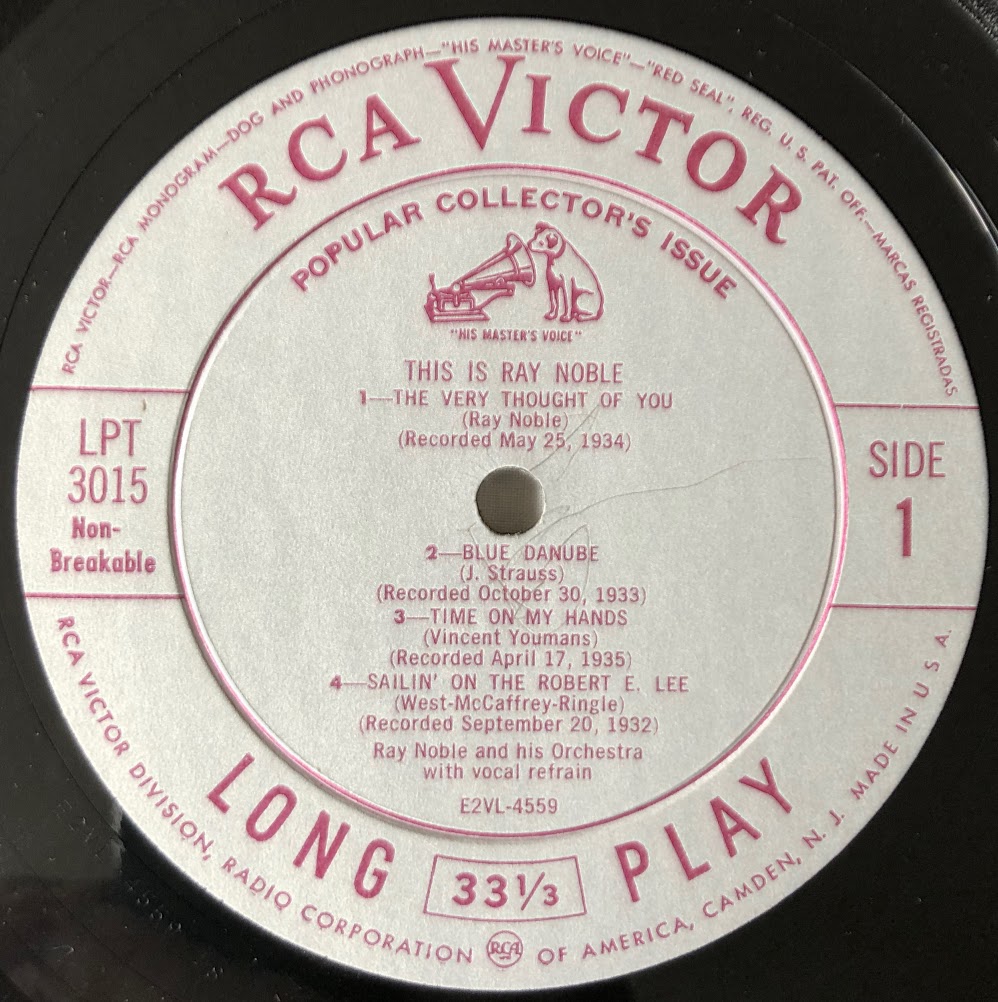 RCA VICTOR—RCA MONOGRAM—DOG AND PHONOGRAPH—"HIS MASTER'S VOICE"—"RED SEAL", REG. U. S. PAT. OFF.—MARCAS REGISTRADAS
RCA VICTOR
POPULAR COLLECTOR'S ISSUE
"HIS MASTER'S VOICE"
THIS IS RAY NOBLE
1—THE VERY THOUGHT OF YOU
(Ray Noble)
(Recorded May 25, 1934)
LPT
3015
Non-
Breakable
SIDE
1
2—BLUE DANUBE
(J. Strauss)
(Recorded October 30, 1933)
3—TIME ON MY HANDS
(Vincent Youmans)
(Recorded April 17, 1935)
4—SAILIN' ON THE ROBERT E. LEE
(West-McCaffrey-Ringle)
(Recorded September 20, 1932)
Ray Noble and his Orchestra
with vocal refrain
E2VL-4559
LONG 33 1/3 PLAY
RCA VICTOR DIVISION, RADIO CORPORATION RCA OF AMERICA, CAMDEN, N. J. MADE IN U S A.